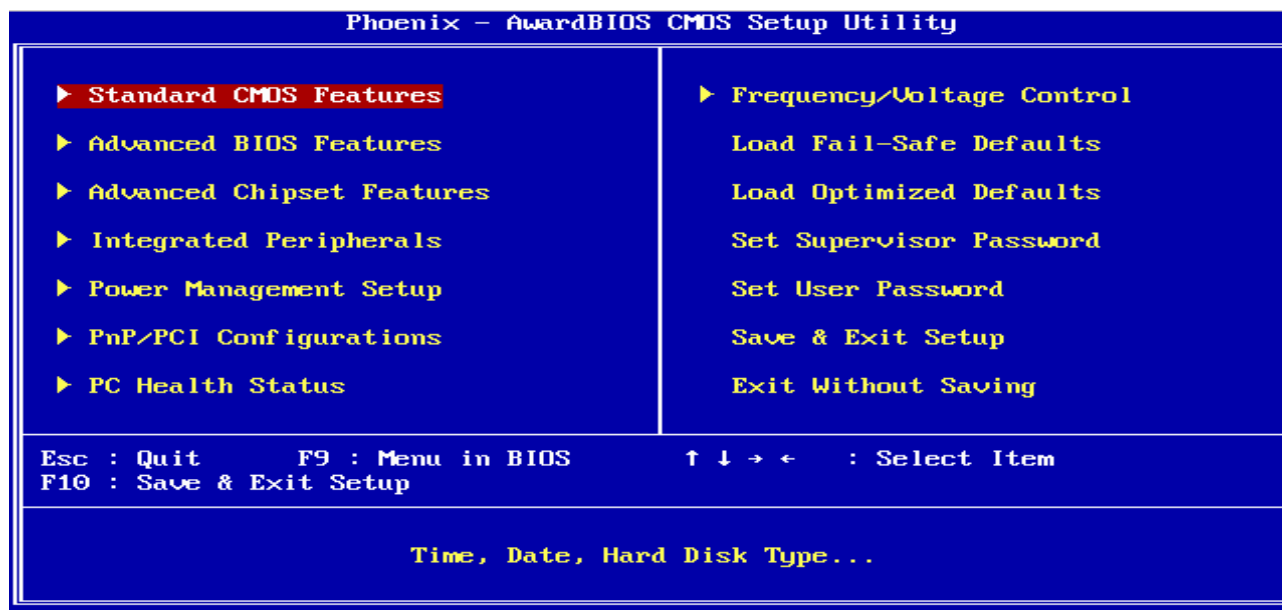 Phoenix - AwardBIOS CMOS Setup Utility
▶ Standard CMOS Features
▶ Advanced BIOS Features
▶ Advanced Chipset Features
▶ Integrated Peripherals
▶ Power Management Setup
▶ PnP/PCI Configurations
▶ PC Health Status
▶ Frequency/Voltage Control
Load Fail-Safe Defaults
Load Optimized Defaults
Set Supervisor Password
Set User Password
Save & Exit Setup
Exit Without Saving
Esc : Quit F9 : Menu in BIOS ↑ ↓ → ← : Select Item
F10 : Save & Exit Setup
Time, Date, Hard Disk Type...